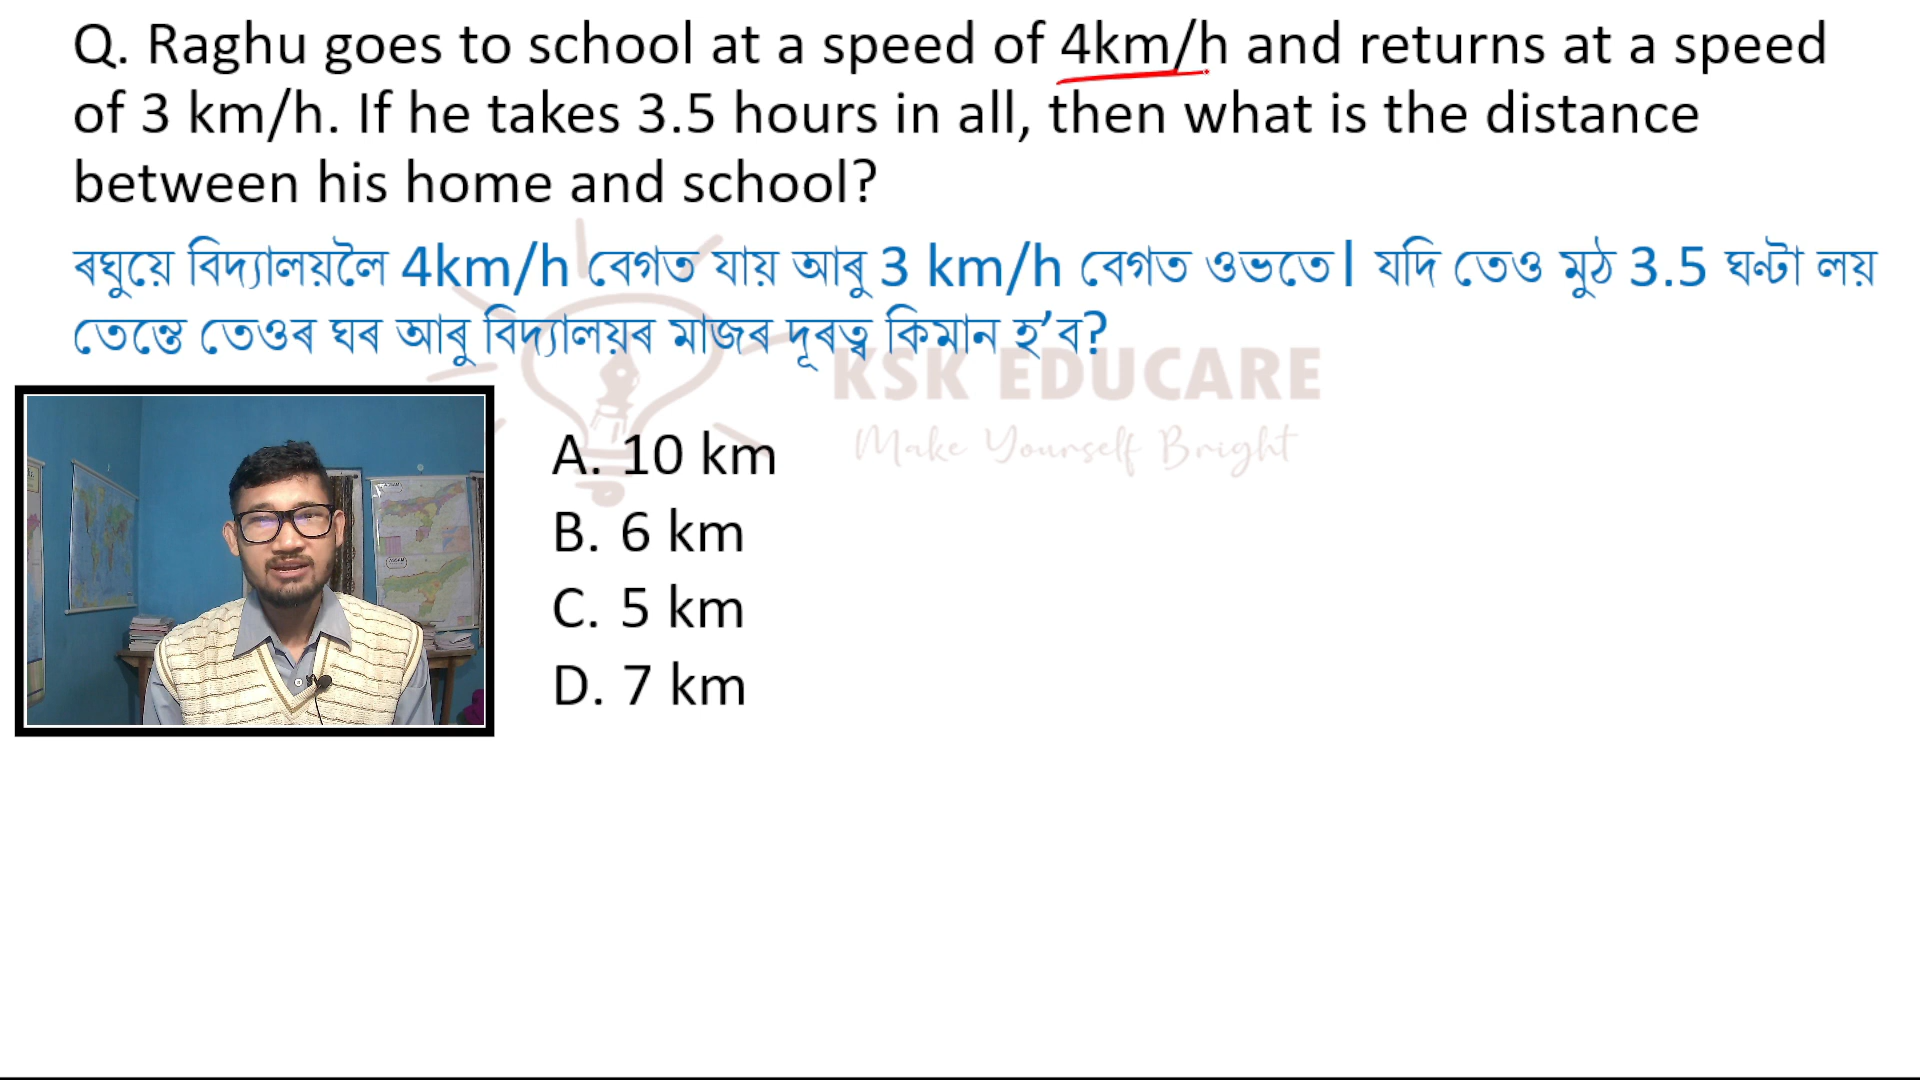 Q. Raghu goes to school at a speed of 4km/h and returns at a speed
of 3 km/h. If he takes 3.5 hours in all, then what is the distance
between his home and school?
ৰঘুয়ে বিদ্যালয়লৈ 4km/h বেগত যায় আৰু 3 km/h বেগত ওভতে। যদি তেও মুঠ 3.5 ঘণ্টা লয়
তেন্তে তেওৰ ঘৰ আৰু বিদ্যালয়ৰ মাজৰ দূৰত্ব কিমান হ’ব?
KSK EDUCARE
Make Yourself Bright
A. 10 km
B. 6 km
C. 5 km
D. 7 km